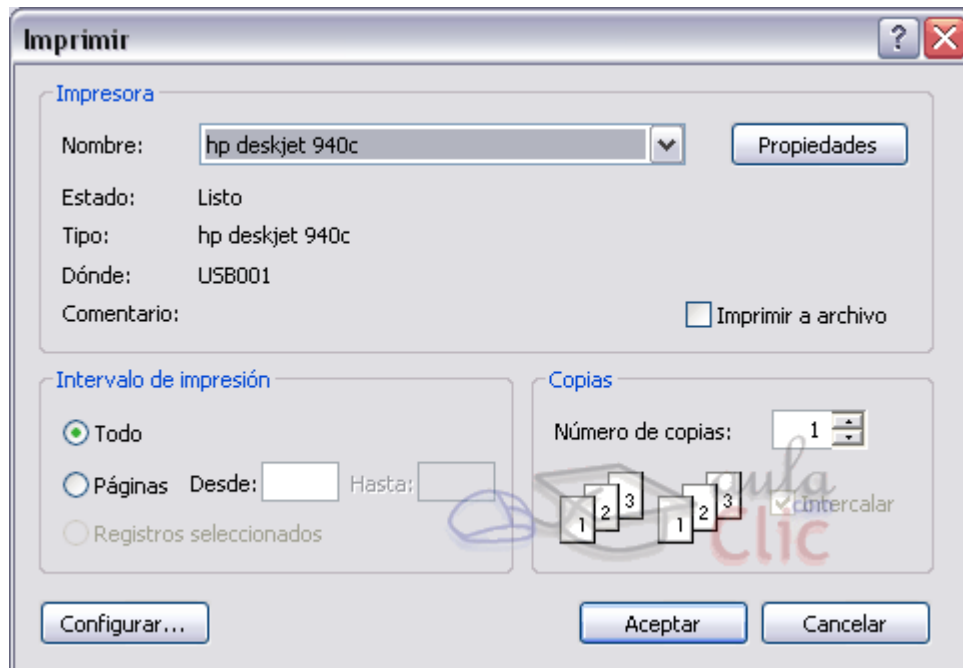 Imprimir
Impresora
Nombre: hp deskjet 940c Propiedades
Estado: Listo
Tipo: hp deskjet 940c
Dónde: USB001
Comentario: Imprimir a archivo
Intervalo de impresión
Todo
Páginas Desde: Hasta:
Registros seleccionados
Copias
Número de copias: 1
1 2 3 1 2 3
Intercalar
aula
Clic
Configurar... Aceptar Cancelar